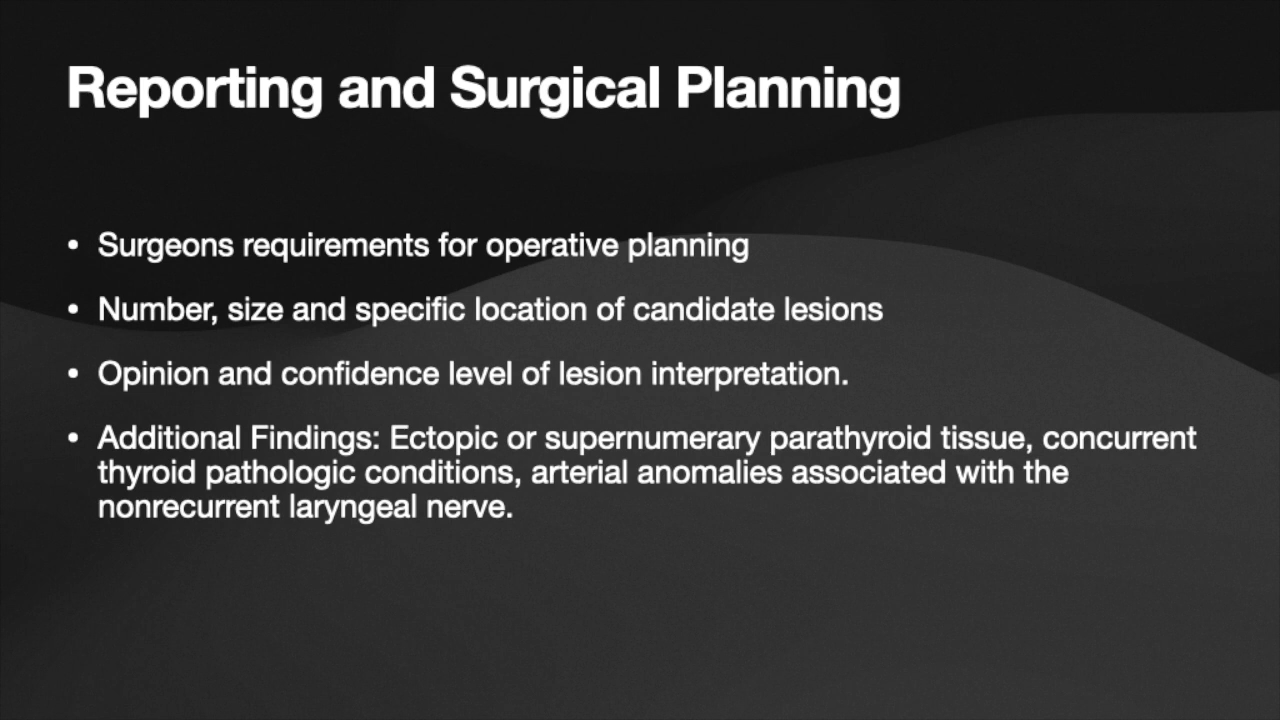 Reporting and Surgical Planning
• Surgeons requirements for operative planning
• Number, size and specific location of candidate lesions
• Opinion and confidence level of lesion interpretation.
• Additional Findings: Ectopic or supernumerary parathyroid tissue, concurrent
thyroid pathologic conditions, arterial anomalies associated with the
nonrecurrent laryngeal nerve.